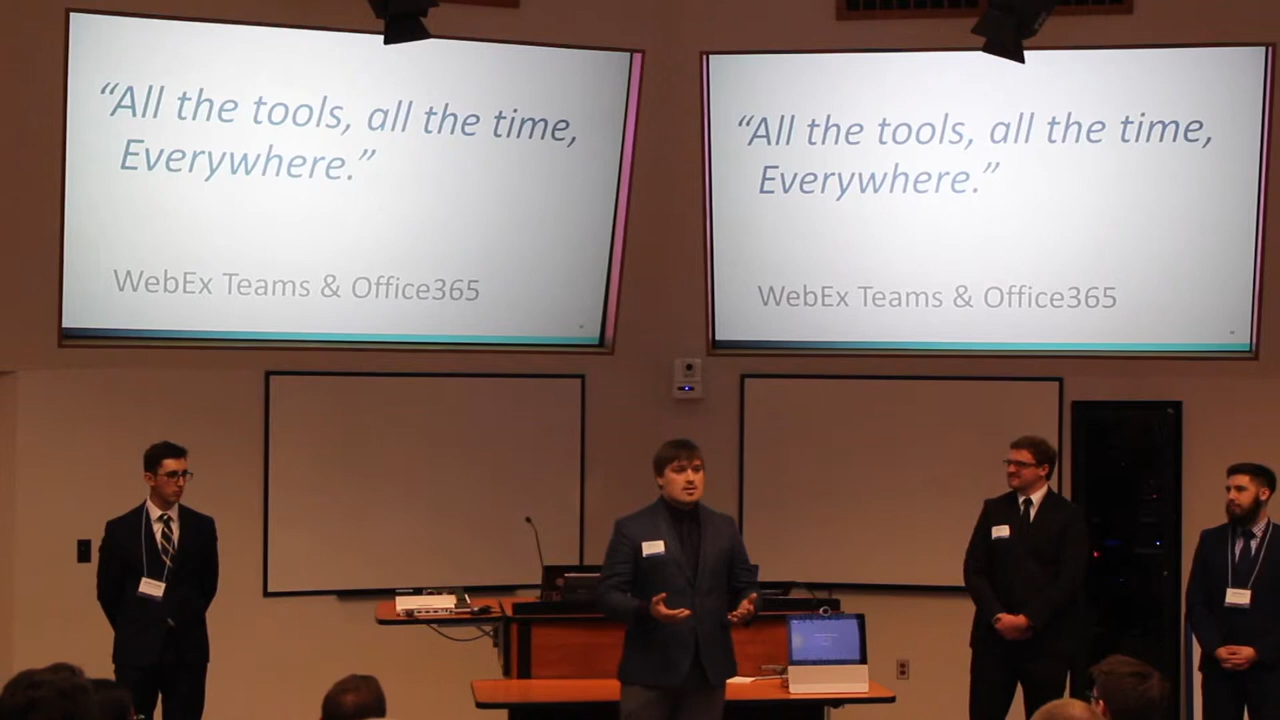 “All the tools, all the time,
Everywhere.”
WebEx Teams & Office365
“All the tools, all the time,
Everywhere.”
WebEx Teams & Office365